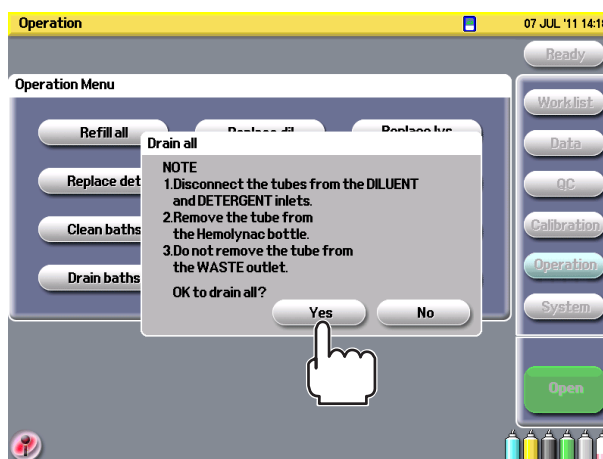 Operation
07 JUL '11 14:18
Ready
Operation Menu
Work list
Refill all
Data
Drain all
NOTE
1.Disconnect the tubes from the DILUENT
and DETERGENT inlets.
2.Remove the tube from
the Hemolynac bottle.
3.Do not remove the tube from
the WASTE outlet.
OK to drain all?
Yes
No
Replace det
QC
Clean baths
Calibration
Drain baths
Operation
System
Open